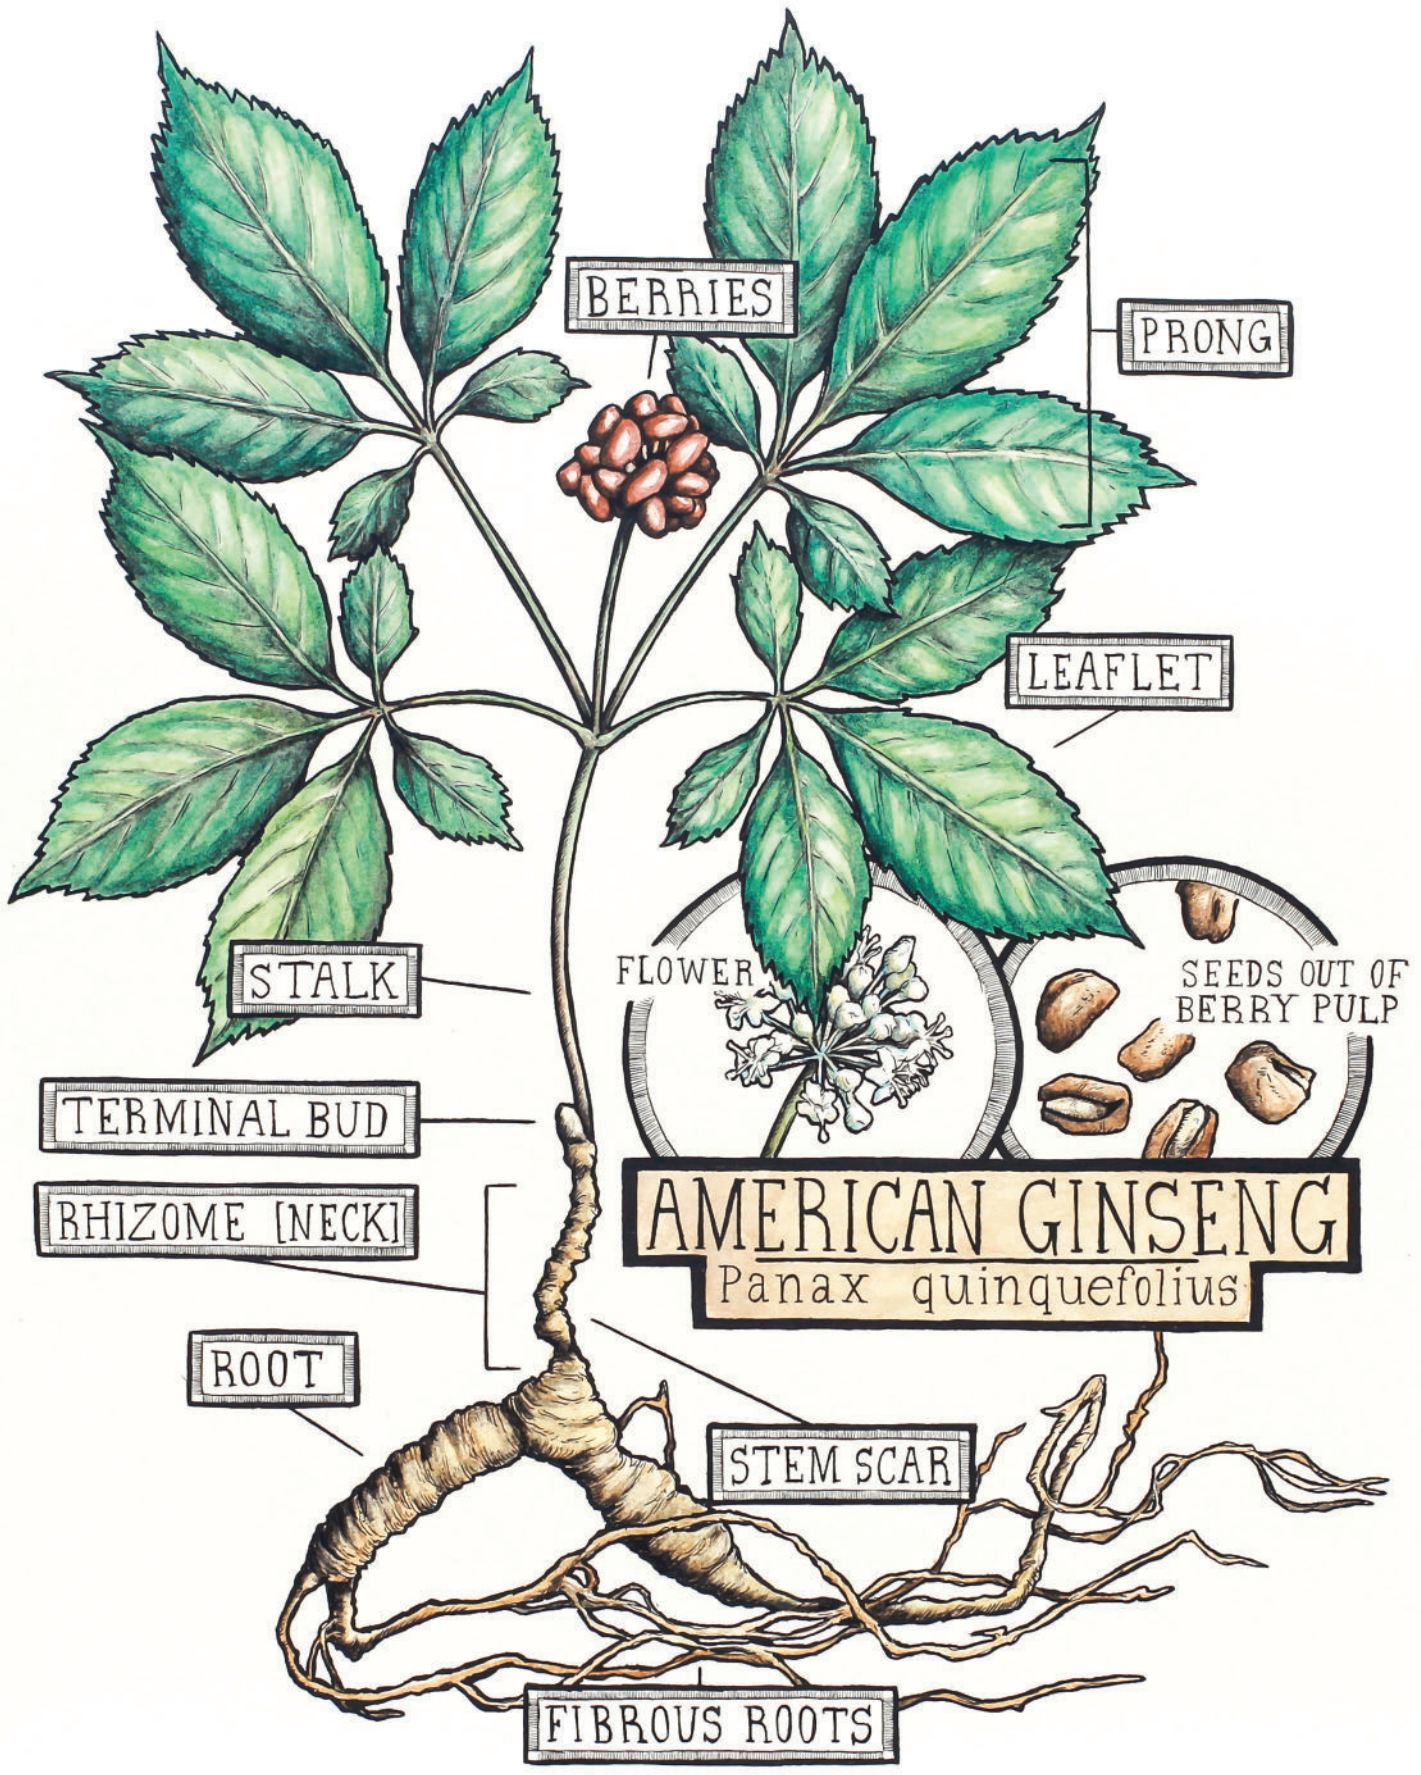 BERRIES
PRONG
LEAFLET
STALK
FLOWER
SEEDS OUT OF
BERRY PULP
TERMINAL BUD
RHIZOME [NECK]
AMERICAN GINSENG
Panax quinquefolius
ROOT
STEM SCAR
FIBROUS ROOTS